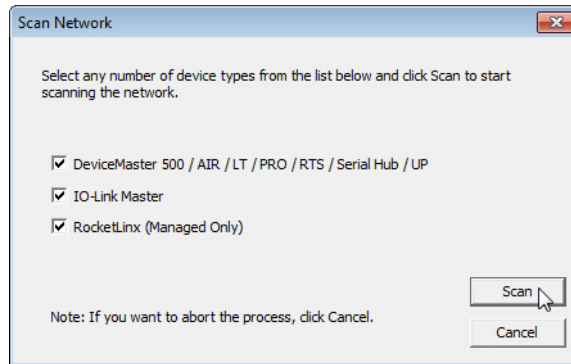 Scan Network
Select any number of device types from the list below and click Scan to start
scanning the network.
DeviceMaster 500 / AIR / LT / PRO / RTS / Serial Hub / UP
IO-Link Master
RocketLinx (Managed Only)
Scan
Note: If you want to abort the process, click Cancel.
Cancel